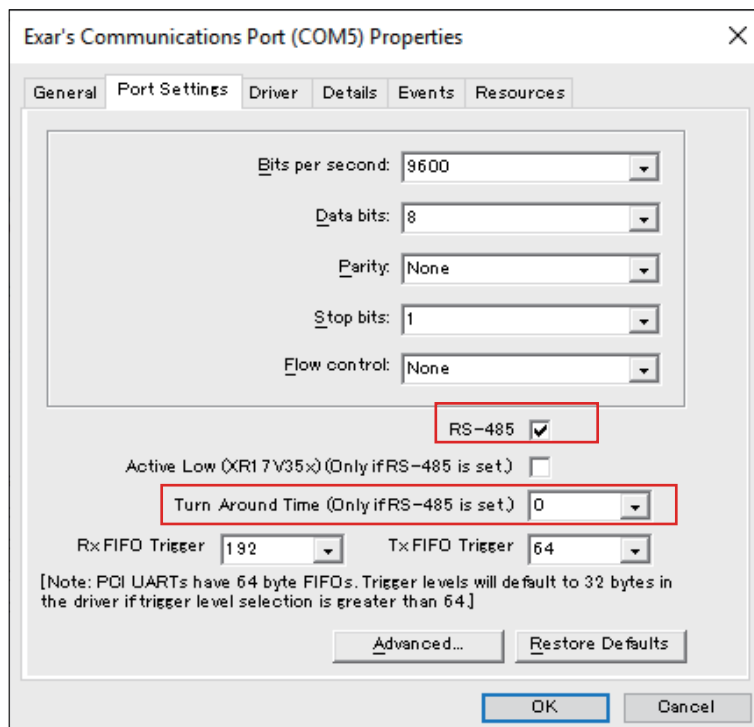 Exar's Communications Port (COM5) Properties
General Port Settings Driver Details Events Resources
Bits per second: 9600
Data bits: 8
Parity: None
Stop bits: 1
Flow control: None
RS-485
Active Low (XR17V35x) (Only if RS-485 is set.)
Turn Around Time (Only if RS-485 is set.) 0
Rx FIFO Trigger 192 Tx FIFO Trigger 64
[Note: PCI UARTs have 64 byte FIFOs. Trigger levels will default to 32 bytes in
the driver if trigger level selection is greater than 64.]
Advanced... Restore Defaults
OK Cancel